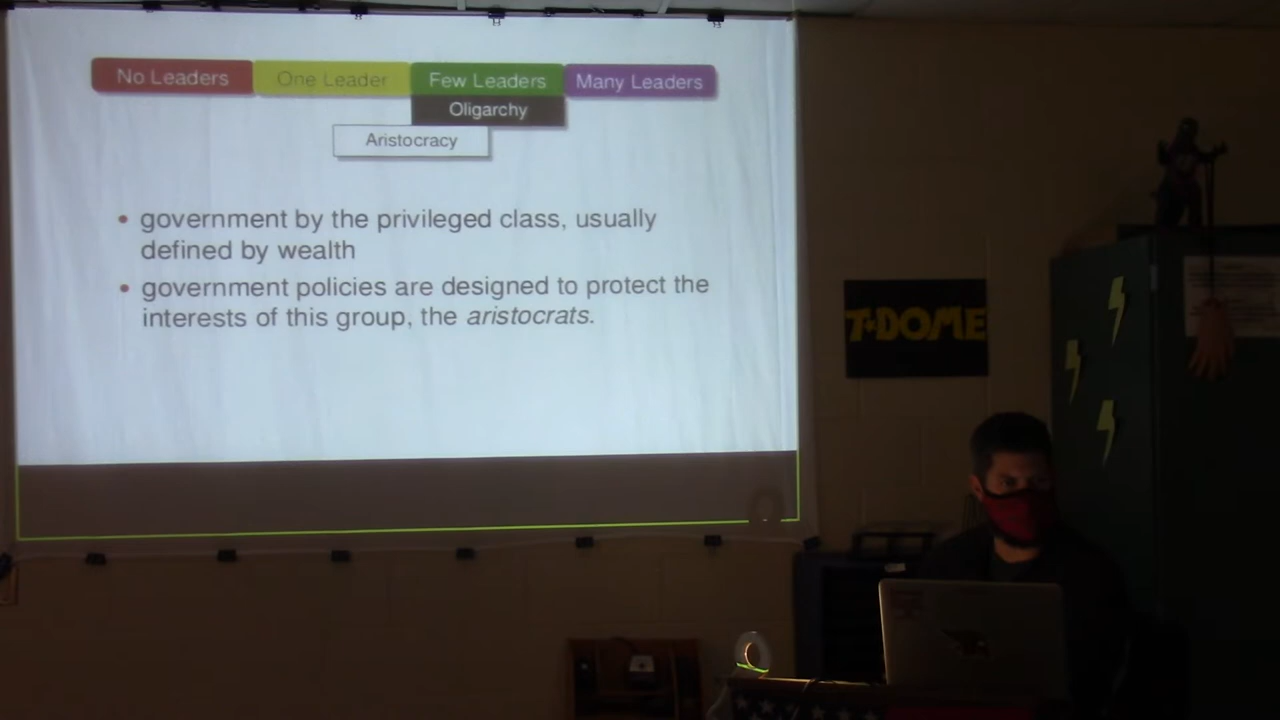 No Leaders One Leader Few Leaders Many Leaders
Oligarchy
Aristocracy
• government by the privileged class, usually
defined by wealth
• government policies are designed to protect the
interests of this group, the aristocrats.
T-DOME